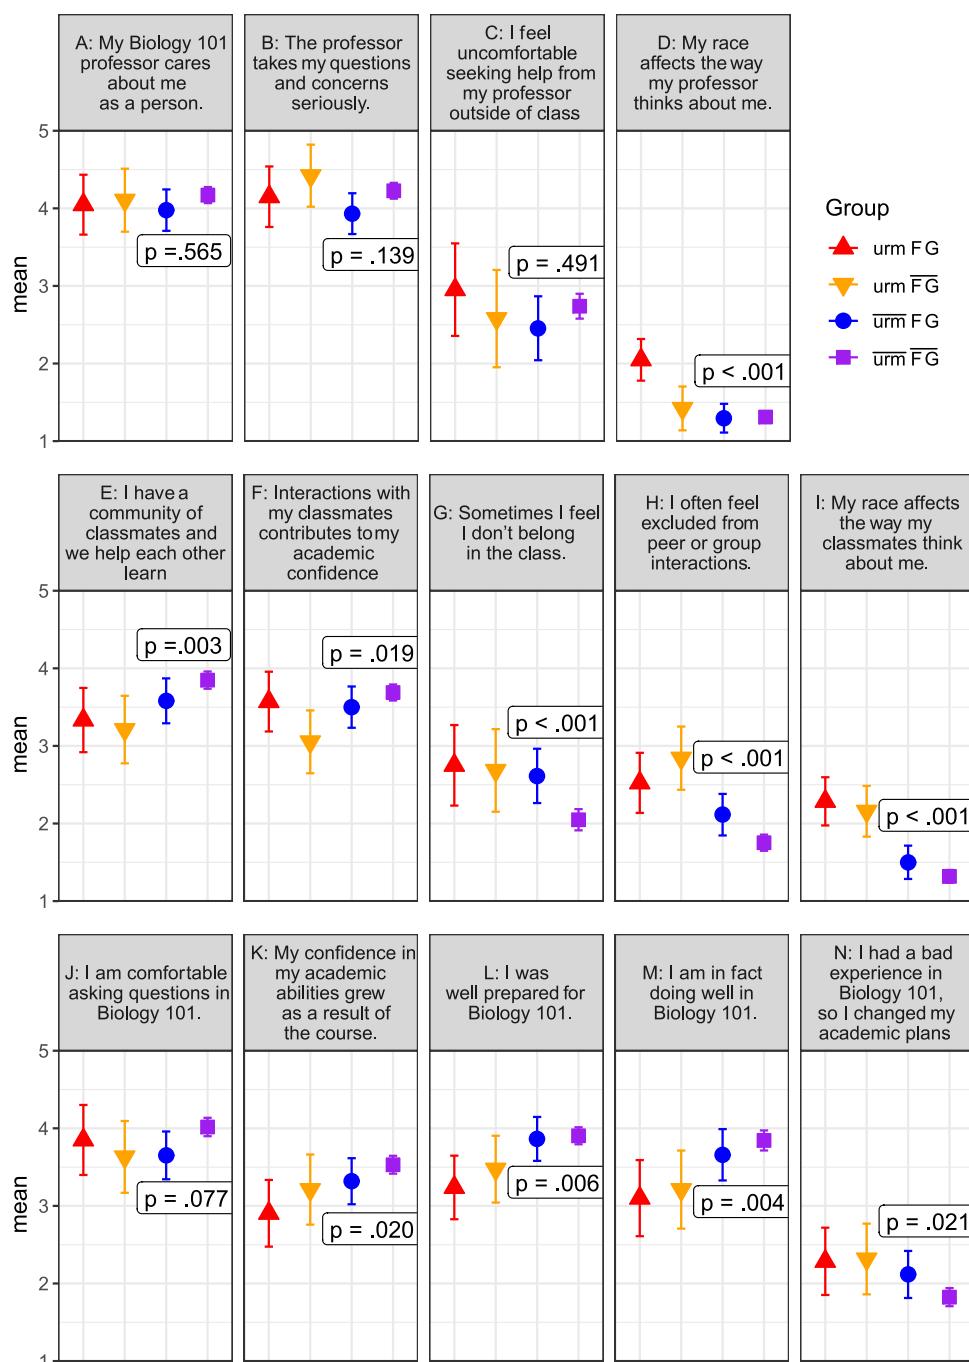 A: My Biology 101
professor cares
about me
as a person.
B: The professor
takes my questions
and concerns
seriously.
C: I feel
uncomfortable
seeking help from
my professor
outside of class
D: My race
affects the way
my professor
thinks about me.
5
4
3
2
1
mean
p =.565
p = .139
p = .491
p < .001
Group
urm FG
urm F̅G̅
u̅r̅m̅ FG
u̅r̅m̅ F̅G̅
E: I have a
community of
classmates and
we help each other
learn
F: Interactions with
my classmates
contributes to my
academic
confidence
G: Sometimes I feel
I don't belong
in the class.
H: I often feel
excluded from
peer or group
interactions.
I: My race affects
the way my
classmates think
about me.
5
4
3
2
1
mean
p =.003
p = .019
p < .001
p < .001
p < .001
J: I am comfortable
asking questions in
Biology 101.
K: My confidence in
my academic
abilities grew
as a result of
the course.
L: I was
well prepared for
Biology 101.
M: I am in fact
doing well in
Biology 101.
N: I had a bad
experience in
Biology 101,
so I changed my
academic plans
5
4
3
2
1
mean
p = .077
p = .020
p = .006
p = .004
p = .021